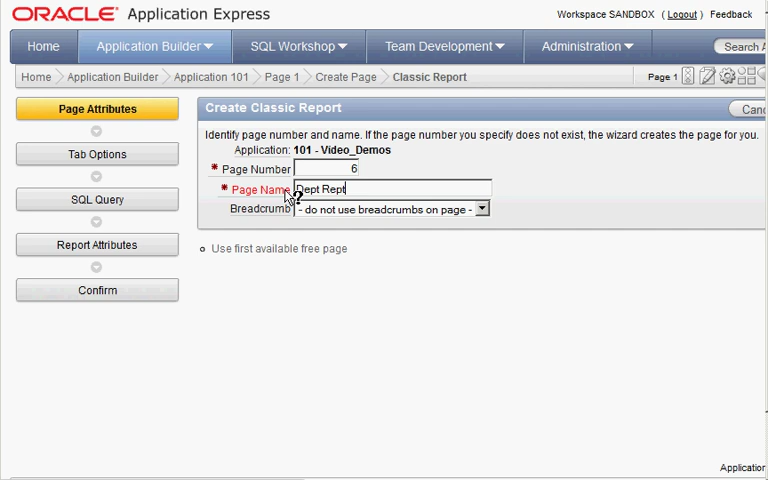 ORACLE Application Express
Workspace SANDBOX ( Logout ) Feedback
Home Application Builder SQL Workshop Team Development Administration Search A
Home Application Builder Application 101 Page 1 Create Page Classic Report Page 1
Page Attributes
Tab Options
SQL Query
Report Attributes
Confirm
Create Classic Report Canc
Identify page number and name. If the page number you specify does not exist, the wizard creates the page for you.
Application: 101 - Video_Demos
* Page Number 6
* Page Name Dept Rept
Breadcrumb - do not use breadcrumbs on page -
Use first available free page
Application